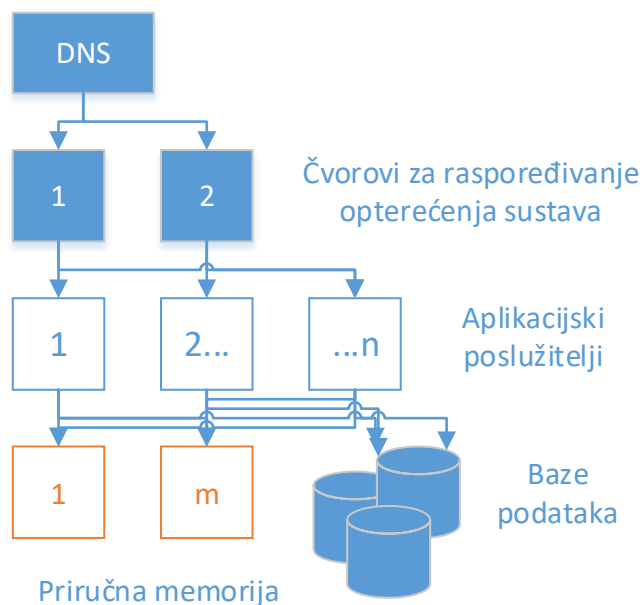 DNS
1
2
Čvorovi za raspoređivanje
opterećenja sustava
1
2...
...n
Aplikacijski
poslužitelji
1
m
Baze
podataka
Priručna memorija